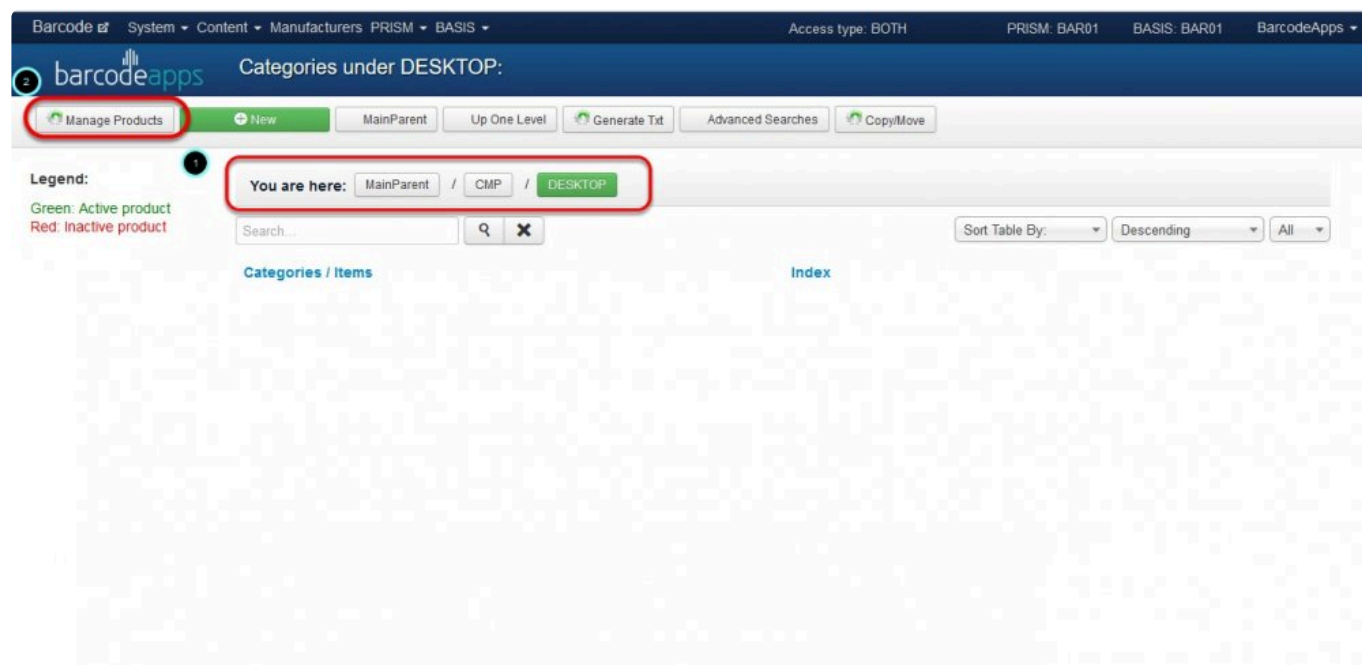 Barcode System Content Manufacturers PRISM BASIS Access type: BOTH PRISM: BAR01 BASIS: BAR01 BarcodeApps
2 barcodeapps Categories under DESKTOP:
Manage Products New MainParent Up One Level Generate Txt Advanced Searches Copy/Move
1
Legend:
You are here: MainParent / CMP / DESKTOP
Green: Active product
Red: Inactive product
Search... Sort Table By: Descending All
Categories / Items Index